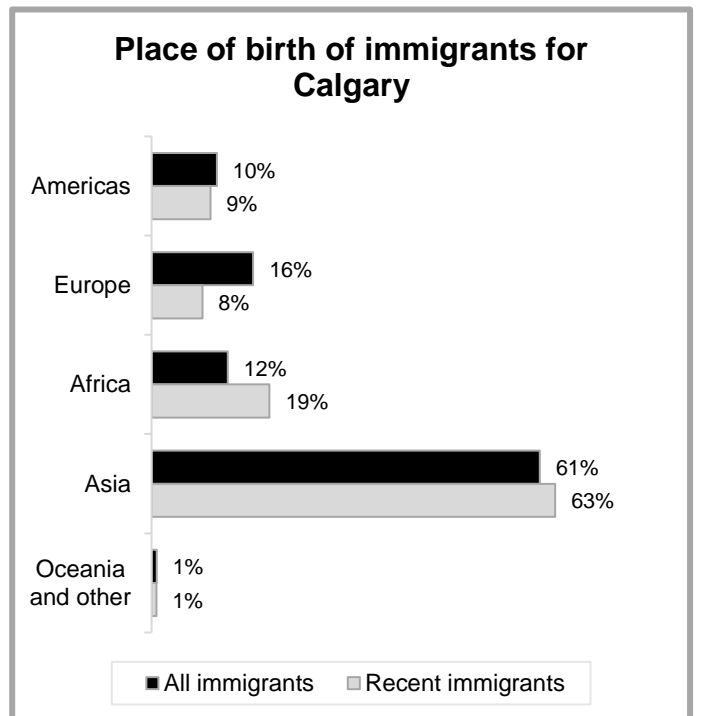 Place of birth of immigrants for
Calgary
Americas
10%
9%
Europe
16%
8%
Africa
12%
19%
Asia
61%
63%
Oceania
and other
1%
1%
All immigrants
Recent immigrants